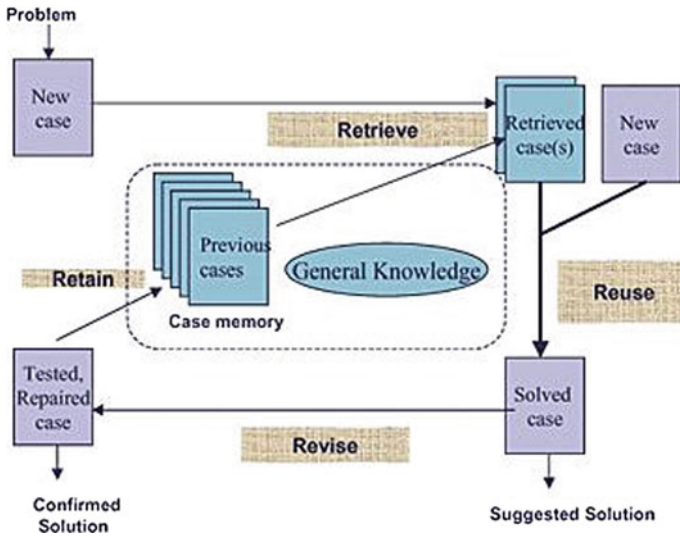 Problem
New
case
Retrieve
Retrieved
case(s)
New
case
Previous
cases
General Knowledge
Case memory
Retain
Reuse
Tested,
Repaired
case
Solved
case
Revise
Confirmed
Solution
Suggested Solution